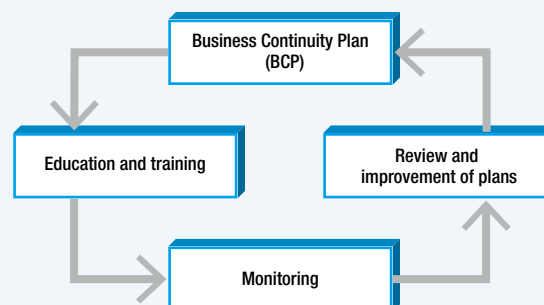 Business Continuity Plan
(BCP)
Education and training
Review and
improvement of plans
Monitoring